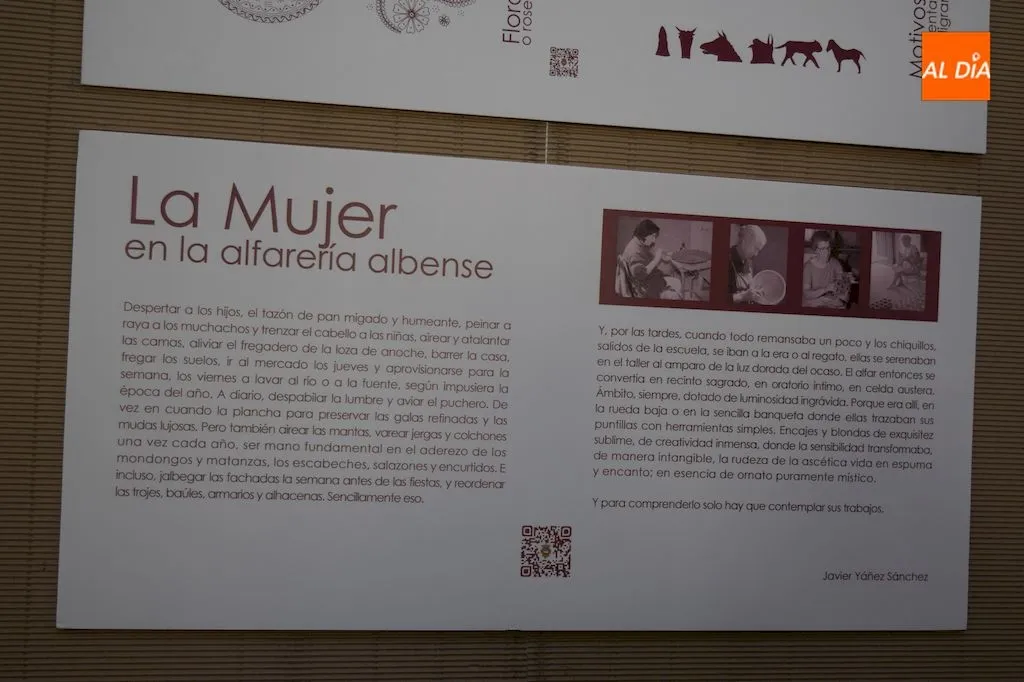 Flora
o rose
Motivos
AL DÍA
La Mujer
en la alfarería albense
Despertar a los hijos, el tazón de pan migado y humeante, peinar a
raya a los muchachos y trenzar el cabello a las niñas, airear y atalantar
las camas, aliviar el fregadero de la loza de anoche, barrer la casa,
fregar los suelos, ir al mercado los jueves y aprovisionarse para la
semana, los viernes a lavar al río o a la fuente, según impusiera la
época del año. A diario, despabilar la lumbre y aviar el puchero. De
vez en cuando la plancha para preservar las galas refinadas y las
mudas lujosas. Pero también airear las mantas, varear jergas y colchones
una vez cada año, ser mano fundamental en el aderezo de los
mondongos y matanzas, los escabeches, salazones y encurtidos. E
incluso, jalbegar las fachadas la semana antes de las fiestas, y reordenar
las trojes, baúles, armarios y alhacenas. Sencillamente eso.
Y, por las tardes, cuando todo remansaba un poco y los chiquillos,
salidos de la escuela, se iban a la era o al regato, ellas se serenaban
en el taller al amparo de la luz dorada del ocaso. El alfar entonces se
convertía en recinto sagrado, en oratorio íntimo, en celda austera.
Ámbito, siempre, dotado de luminosidad ingrávida. Porque era allí, en
la rueda baja o en la sencilla banqueta donde ellas trazaban sus
puntillas con herramientas simples. Encajes y blondas de exquisitez
sublime, de creatividad inmensa, donde la sensibilidad transformaba,
de manera intangible, la rudeza de la ascética vida en espuma
y encanto; en esencia de ornato puramente místico.
Y para comprenderlo solo hay que contemplar sus trabajos.
Javier Yáñez Sánchez